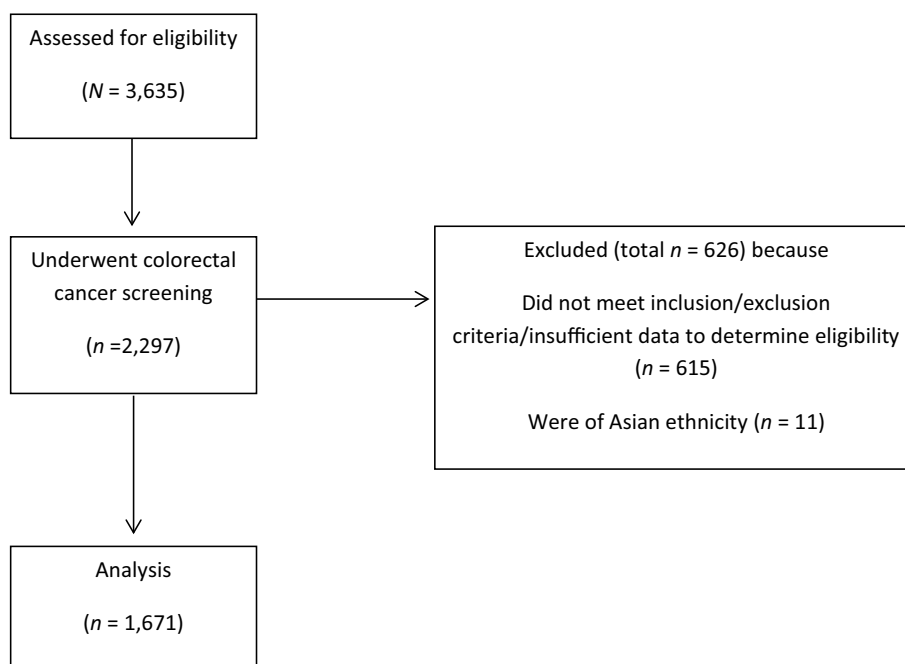 Assessed for eligibility
(N = 3,635)
Underwent colorectal
cancer screening
(n =2,297)
Excluded (total n = 626) because
Did not meet inclusion/exclusion
criteria/insufficient data to determine eligibility
(n = 615)
Were of Asian ethnicity (n = 11)
Analysis
(n = 1,671)